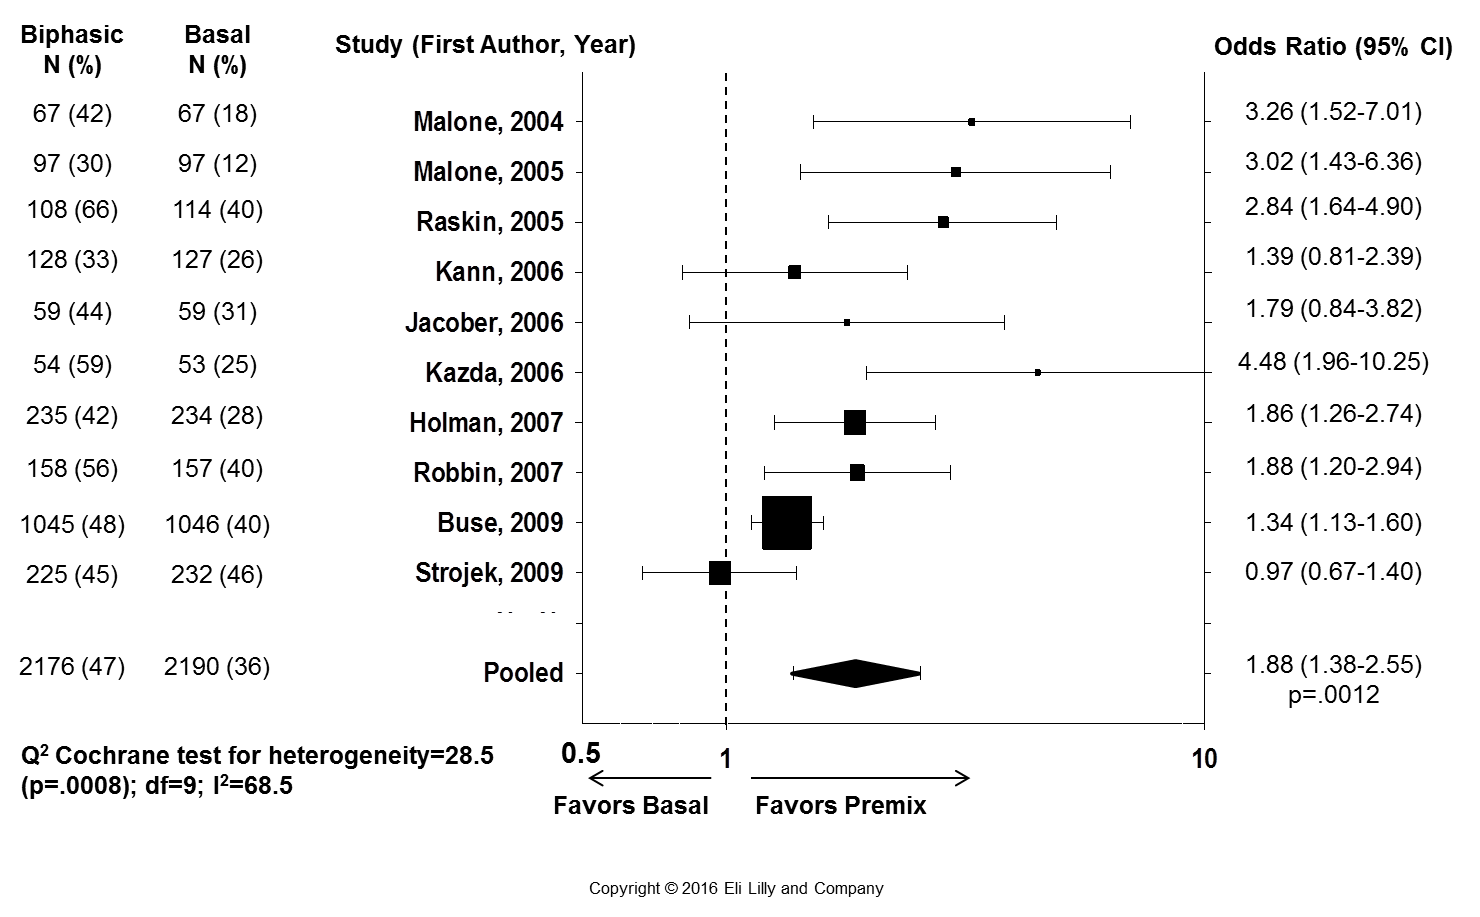 Biphasic Basal Study (First Author, Year) Odds Ratio (95% CI)
N (%) N (%)
67 (42) 67 (18) Malone, 2004 3.26 (1.52-7.01)
97 (30) 97 (12) Malone, 2005 3.02 (1.43-6.36)
108 (66) 114 (40) Raskin, 2005 2.84 (1.64-4.90)
128 (33) 127 (26) Kann, 2006 1.39 (0.81-2.39)
59 (44) 59 (31) Jacober, 2006 1.79 (0.84-3.82)
54 (59) 53 (25) Kazda, 2006 4.48 (1.96-10.25)
235 (42) 234 (28) Holman, 2007 1.86 (1.26-2.74)
158 (56) 157 (40) Robbin, 2007 1.88 (1.20-2.94)
1045 (48) 1046 (40) Buse, 2009 1.34 (1.13-1.60)
225 (45) 232 (46) Strojek, 2009 0.97 (0.67-1.40)
2176 (47) 2190 (36) Pooled 1.88 (1.38-2.55)
p=.0012
Q² Cochrane test for heterogeneity=28.5
(p=.0008); df=9; I²=68.5
0.5 1 10
Favors Basal Favors Premix
Copyright © 2016 Eli Lilly and Company